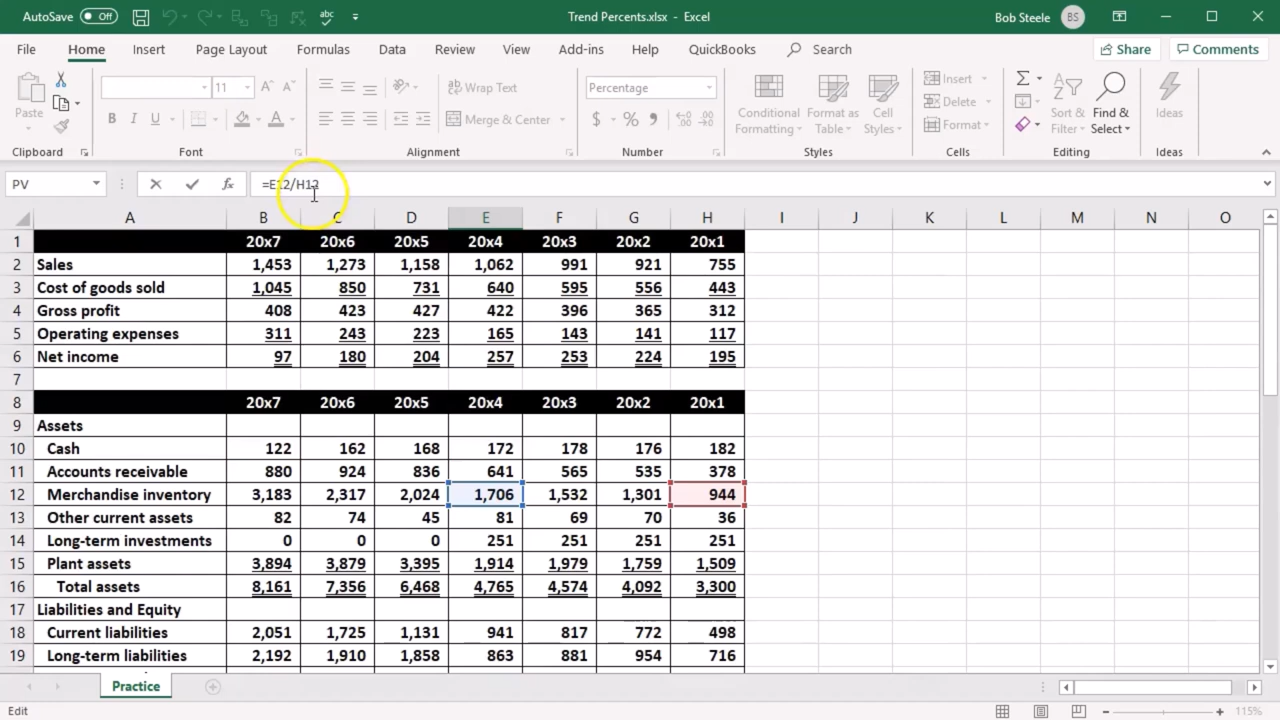 AutoSave Off abc Trend Percents.xlsx - Excel Bob Steele BS
File Home Insert Page Layout Formulas Data Review View Add-ins Help QuickBooks Search Share Comments
Paste 11 A A Wrap Text Percentage Conditional Formatting Format as Table Cell Styles Insert Delete Format Sort & Filter Find & Select Ideas
B I U A Merge & Center $ % ,
Clipboard Font Alignment Number Styles Cells Editing Ideas
PV fx =E12/H12
A B C D E F G H I J K L M N O
1 20x7 20x6 20x5 20x4 20x3 20x2 20x1
2 Sales 1,453 1,273 1,158 1,062 991 921 755
3 Cost of goods sold 1,045 850 731 640 595 556 443
4 Gross profit 408 423 427 422 396 365 312
5 Operating expenses 311 243 223 165 143 141 117
6 Net income 97 180 204 257 253 224 195
7
8 20x7 20x6 20x5 20x4 20x3 20x2 20x1
9 Assets
10 Cash 122 162 168 172 178 176 182
11 Accounts receivable 880 924 836 641 565 535 378
12 Merchandise inventory 3,183 2,317 2,024 1,706 1,532 1,301 944
13 Other current assets 82 74 45 81 69 70 36
14 Long-term investments 0 0 0 251 251 251 251
15 Plant assets 3,894 3,879 3,395 1,914 1,979 1,759 1,509
16 Total assets 8,161 7,356 6,468 4,765 4,574 4,092 3,300
17 Liabilities and Equity
18 Current liabilities 2,051 1,725 1,131 941 817 772 498
19 Long-term liabilities 2,192 1,910 1,858 863 881 954 716
Practice
Edit 115%